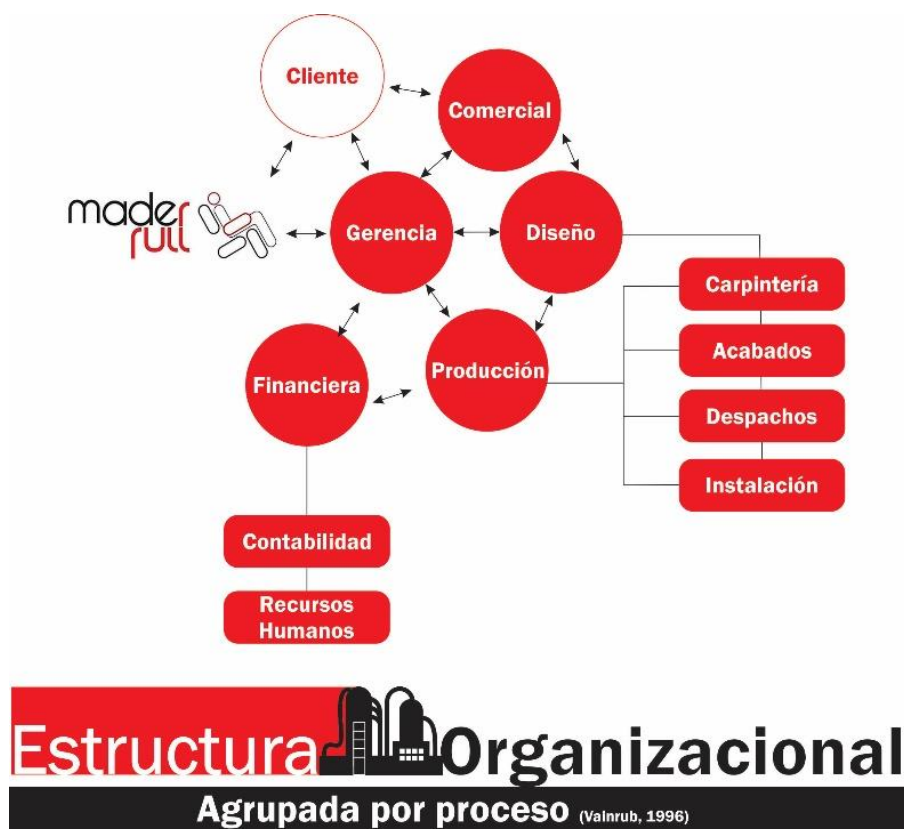 Cliente
Comercial
mader
rull
Gerencia
Diseño
Carpintería
Acabados
Financiera
Producción
Despachos
Instalación
Contabilidad
Recursos
Humanos
Estructura Organizacional
Agrupada por proceso (Vainrub, 1996)